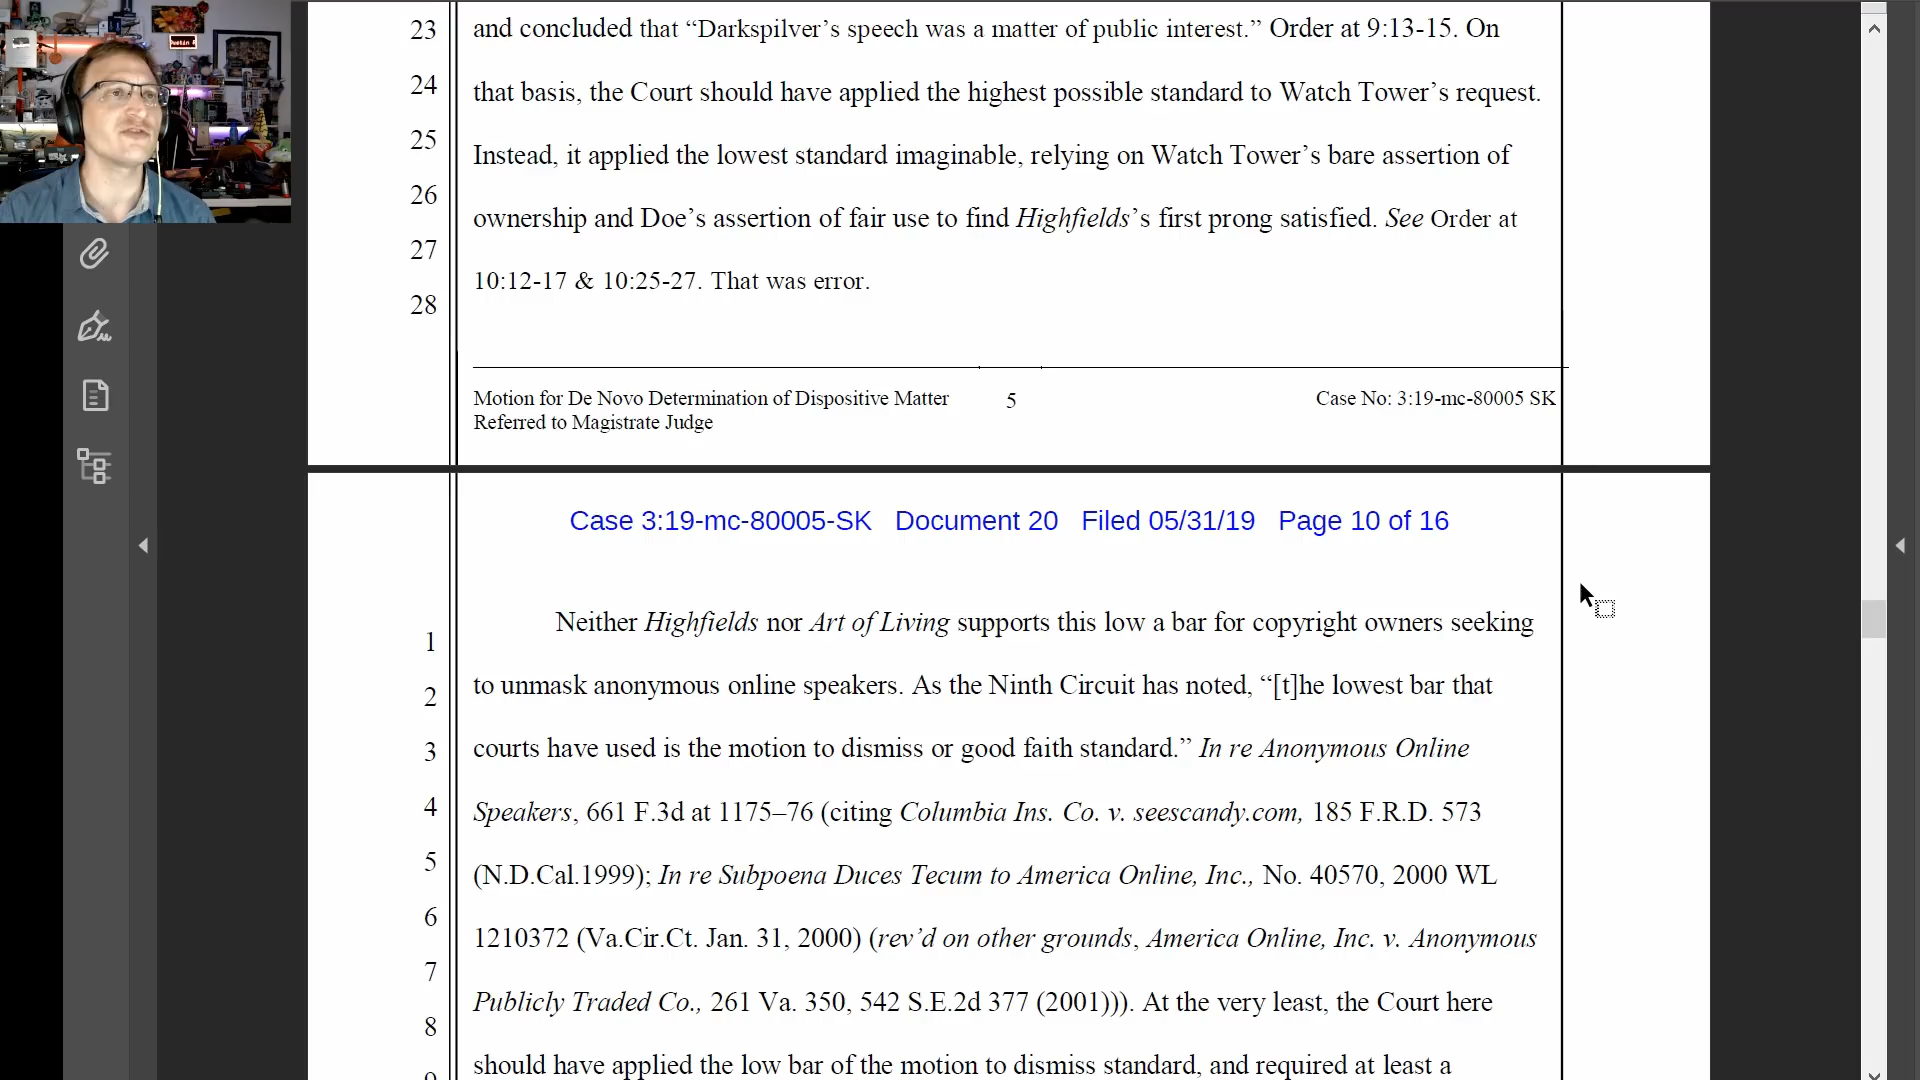 23 and concluded that “Darkspilver’s speech was a matter of public interest.” Order at 9:13-15. On
24 that basis, the Court should have applied the highest possible standard to Watch Tower’s request.
25 Instead, it applied the lowest standard imaginable, relying on Watch Tower’s bare assertion of
26 ownership and Doe’s assertion of fair use to find Highfields’s first prong satisfied. See Order at
27 10:12-17 & 10:25-27. That was error.
28
Motion for De Novo Determination of Dispositive Matter 5 Case No: 3:19-mc-80005 SK
Referred to Magistrate Judge
Case 3:19-mc-80005-SK Document 20 Filed 05/31/19 Page 10 of 16
1 Neither Highfields nor Art of Living supports this low a bar for copyright owners seeking
2 to unmask anonymous online speakers. As the Ninth Circuit has noted, “[t]he lowest bar that
3 courts have used is the motion to dismiss or good faith standard.” In re Anonymous Online
4 Speakers, 661 F.3d at 1175–76 (citing Columbia Ins. Co. v. seescandy.com, 185 F.R.D. 573
5 (N.D.Cal.1999); In re Subpoena Duces Tecum to America Online, Inc., No. 40570, 2000 WL
6 1210372 (Va.Cir.Ct. Jan. 31, 2000) (rev’d on other grounds, America Online, Inc. v. Anonymous
7 Publicly Traded Co., 261 Va. 350, 542 S.E.2d 377 (2001))). At the very least, the Court here
8 should have applied the low bar of the motion to dismiss standard, and required at least a
9